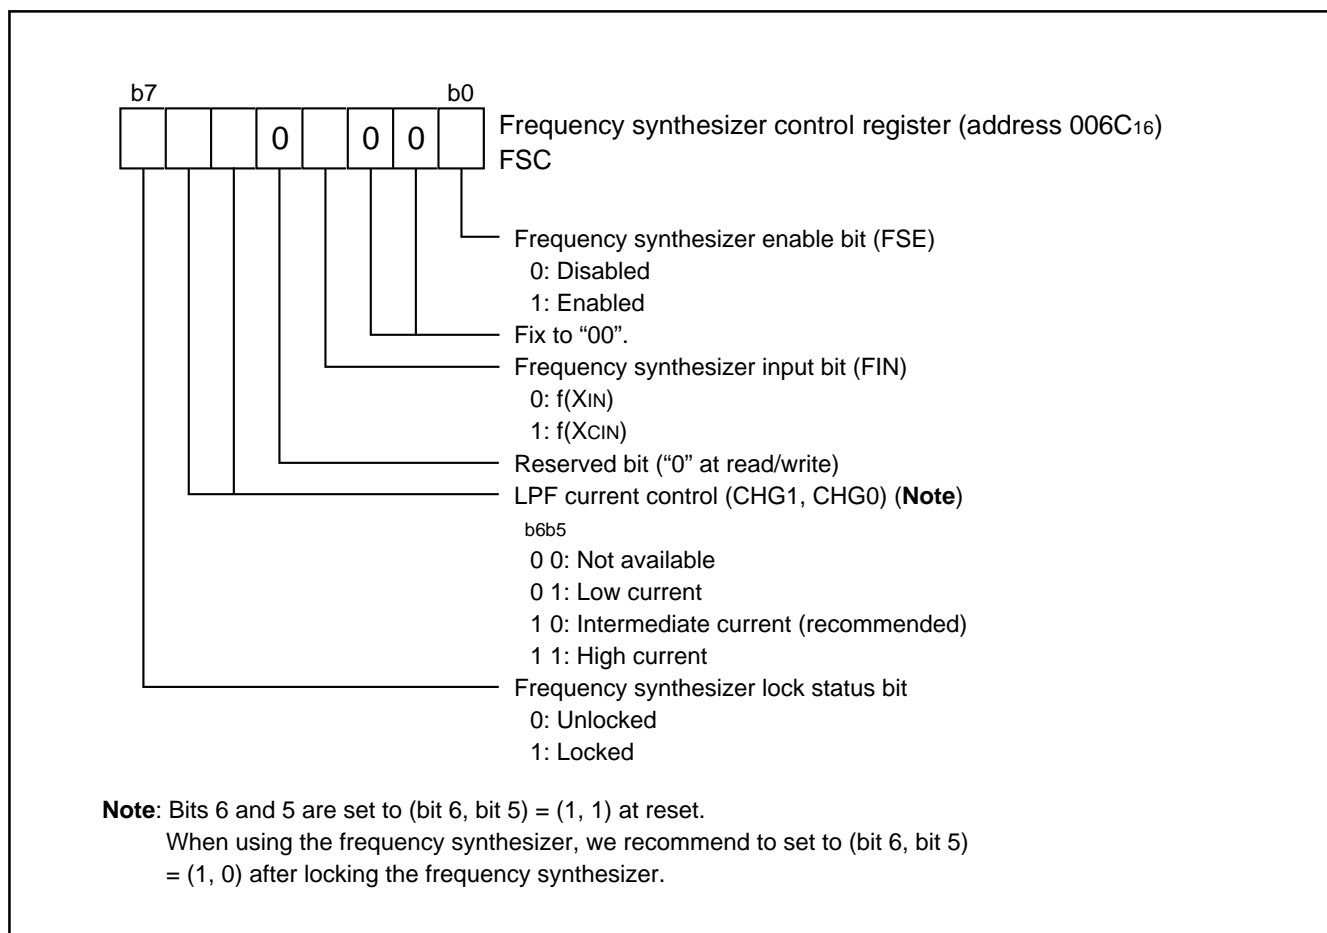 b7 b0
0 0 0
Frequency synthesizer control register (address 006C16)
FSC
Frequency synthesizer enable bit (FSE)
0: Disabled
1: Enabled
Fix to “00”.
Frequency synthesizer input bit (FIN)
0: f(XIN)
1: f(XCIN)
Reserved bit (“0” at read/write)
LPF current control (CHG1, CHG0) (Note)
b6b5
0 0: Not available
0 1: Low current
1 0: Intermediate current (recommended)
1 1: High current
Frequency synthesizer lock status bit
0: Unlocked
1: Locked
Note: Bits 6 and 5 are set to (bit 6, bit 5) = (1, 1) at reset.
When using the frequency synthesizer, we recommend to set to (bit 6, bit 5)
= (1, 0) after locking the frequency synthesizer.